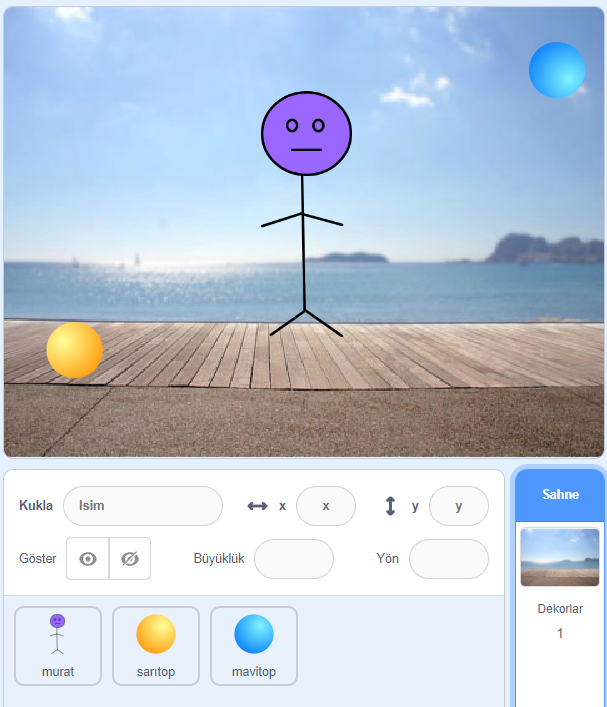 Kukla Isim x x y y
Göster Büyüklük Yön
murat sarıtop mavitop
Sahne
Dekorlar
1